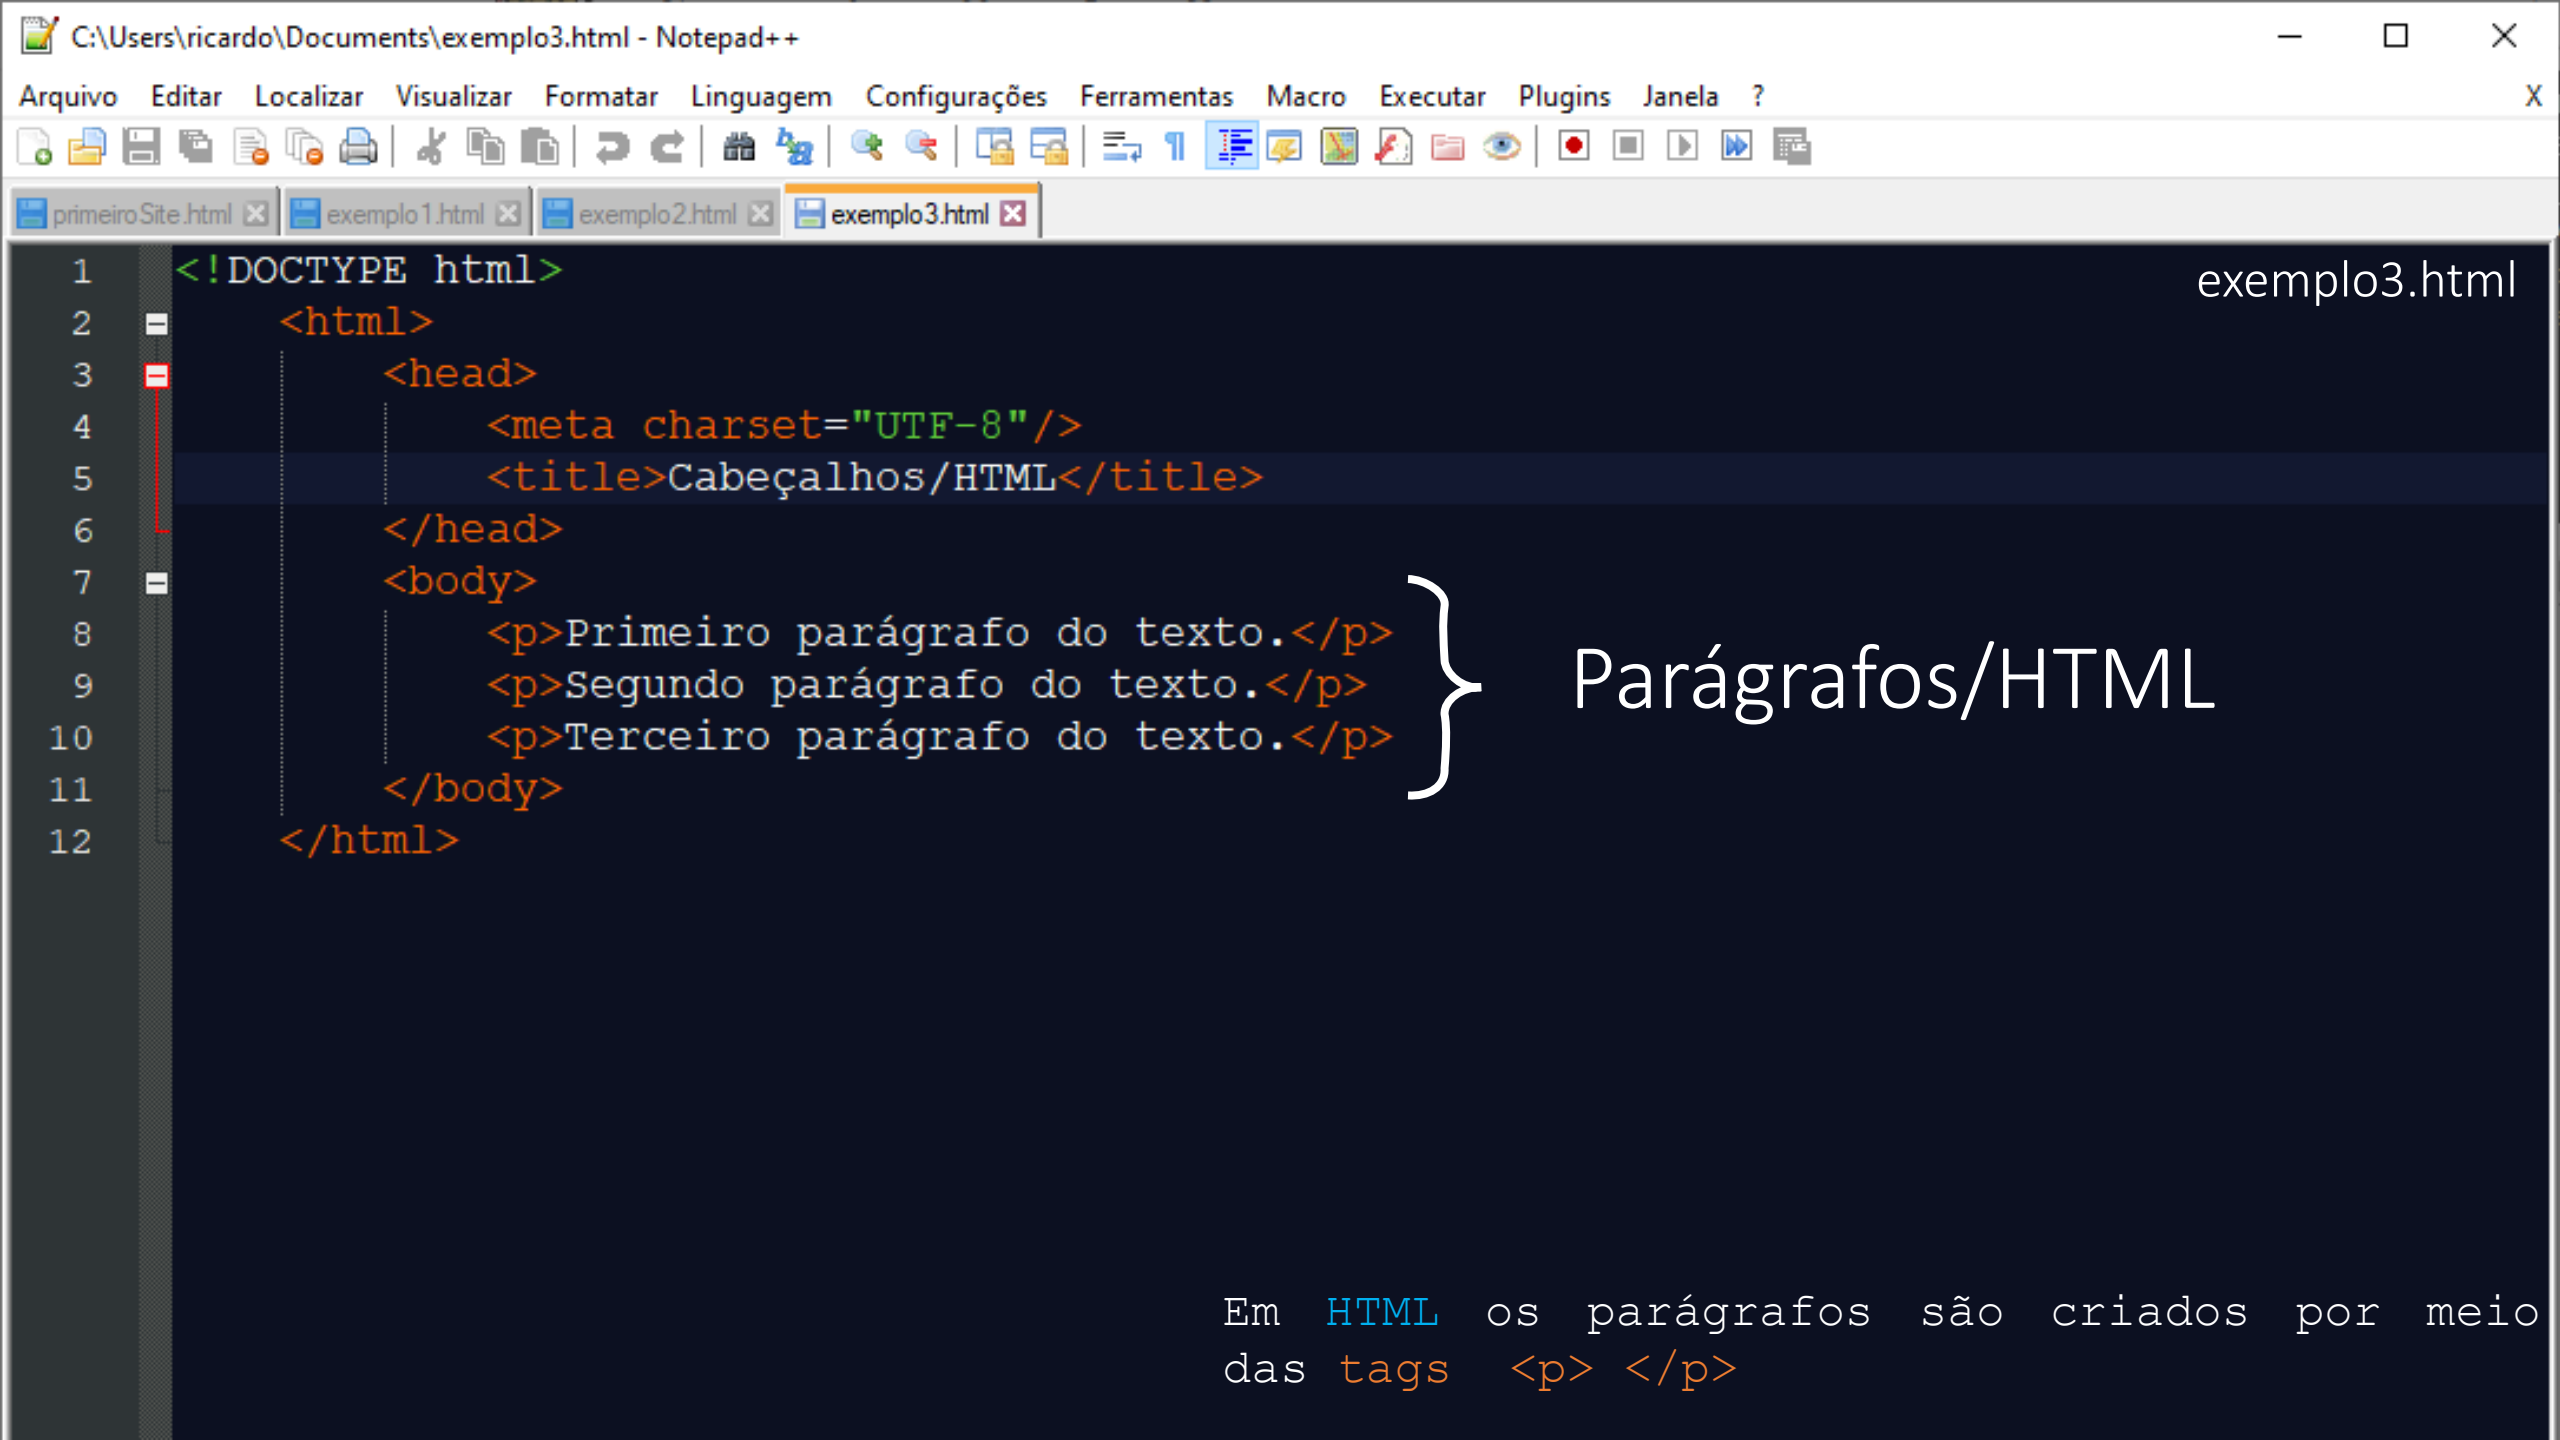 C:\Users\ricardo\Documents\exemplo3.html - Notepad++
Arquivo Editar Localizar Visualizar Formatar Linguagem Configurações Ferramentas Macro Executar Plugins Janela ? X
primeiroSite.html exemplo1.html exemplo2.html exemplo3.html
exemplo3.html
1 <!DOCTYPE html>
2 <html>
3 <head>
4 <meta charset="UTF-8"/>
5 <title>Cabeçalhos/HTML</title>
6 </head>
7 <body>
8 <p>Primeiro parágrafo do texto.</p>
9 <p>Segundo parágrafo do texto.</p>
10 <p>Terceiro parágrafo do texto.</p>
11 </body>
12 </html>
Parágrafos/HTML
Em HTML os parágrafos são criados por meio
das tags <p> </p>